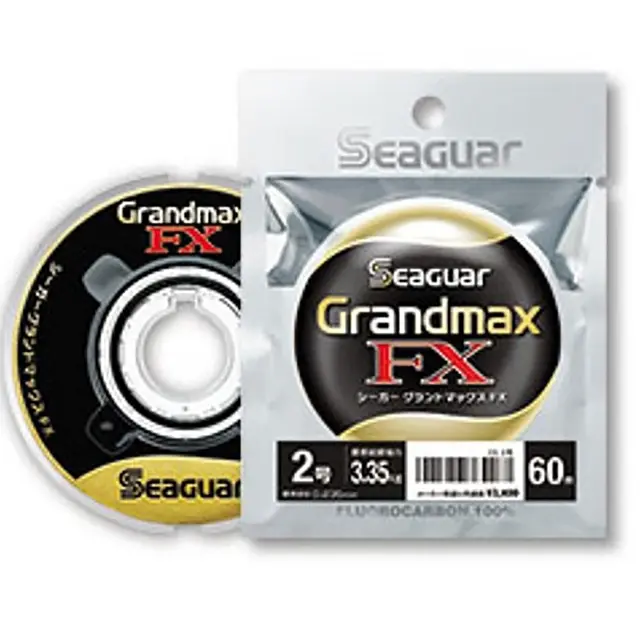 Grandmax
FX
シーガーグランドマックスFX
Seaguar
Seaguar
Seaguar
Grandmax
FX
シーガー グランドマックスFX
2号
3.35
60
FLUOROCARBON 100%